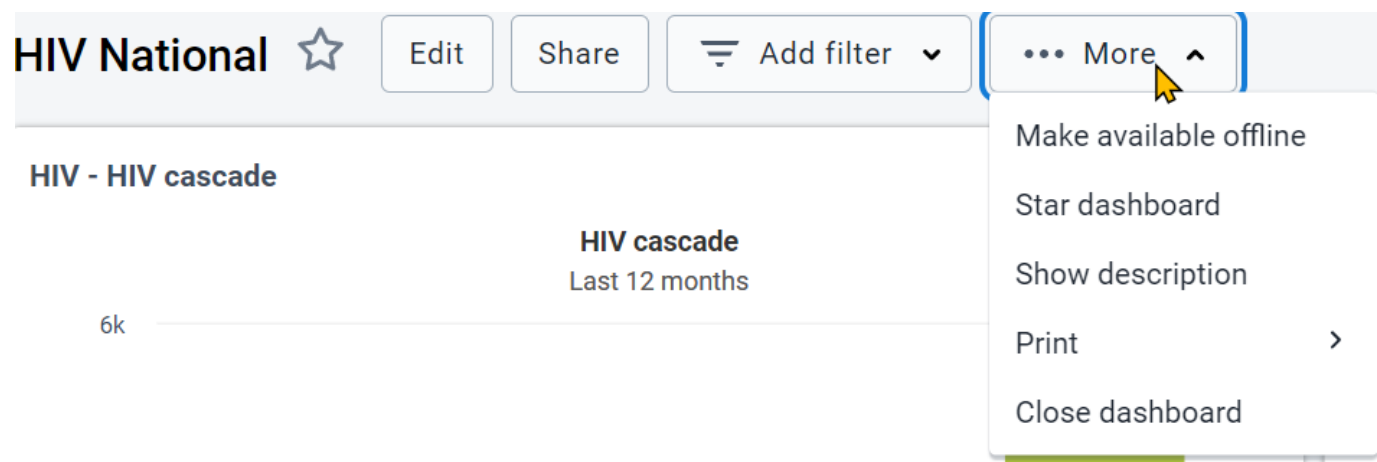 HIV National Edit Share Add filter More
Make available offline
HIV - HIV cascade
Star dashboard
HIV cascade
Show description
Last 12 months
6k
Print
Close dashboard